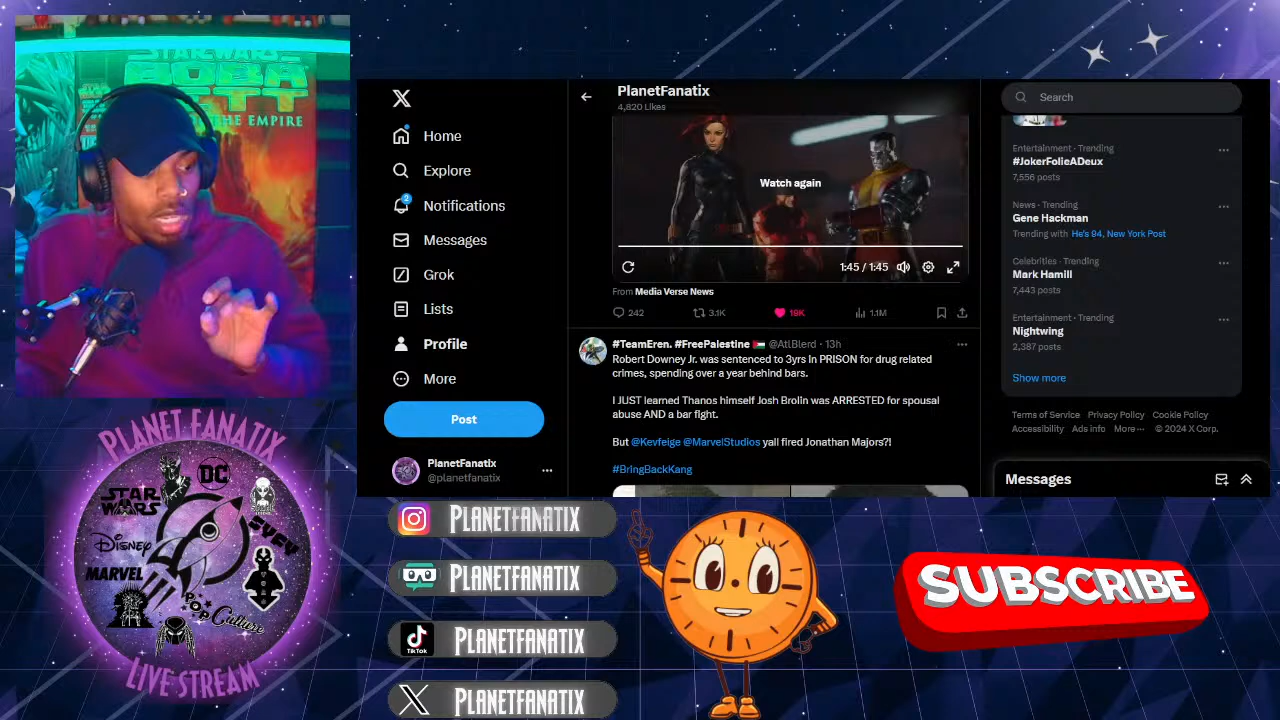 STAR WARS
BOBA
FETT
THE EMPIRE
PLANET FANATIX
STAR WARS
DC
SYFY
Disney
MARVEL
POP Culture
LIVE STREAM
Home
Explore
2
Notifications
Messages
Grok
Lists
Profile
More
Post
PlanetFanatix
@planetfanatix
PlanetFanatix
4,820 Likes
Watch again
1:45 / 1:45
From Media Verse News
242 3.1K 19K 1.1M
#TeamEren. #FreePalestine 🇵🇸 @AtlBlerd · 13h
Robert Downey Jr. was sentenced to 3yrs in PRISON for drug related
crimes, spending over a year behind bars.
I JUST learned Thanos himself Josh Brolin was ARRESTED for spousal
abuse AND a bar fight.
But @Kevfeige @MarvelStudios yall fired Jonathan Majors?!
#BringBackKang
Search
Entertainment · Trending
#JokerFolieADeux
7,556 posts
News · Trending
Gene Hackman
Trending with He's 94, New York Post
Celebrities · Trending
Mark Hamill
7,443 posts
Entertainment · Trending
Nightwing
2,387 posts
Show more
Terms of Service Privacy Policy Cookie Policy
Accessibility Ads info More ··· © 2024 X Corp.
Messages
PLANETFANATIX
PLANETFANATIX
TikTok
PLANETFANATIX
PLANETFANATIX
SUBSCRIBE